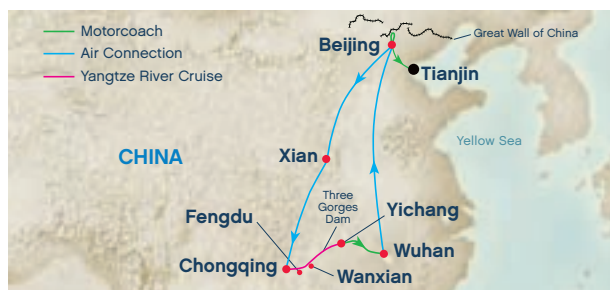 Motorcoach
Air Connection
Yangtze River Cruise
Great Wall of China
Beijing
Tianjin
Yellow Sea
CHINA
Xian
Three
Gorges
Dam
Fengdu
Yichang
Wuhan
Chongqing
Wanxian